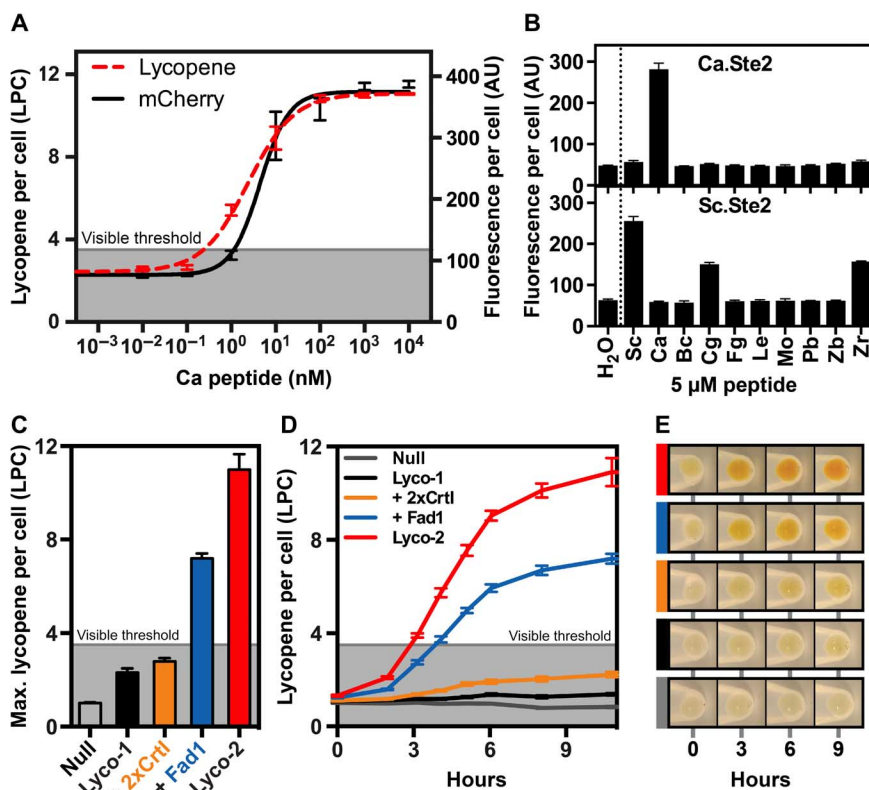 A
Lycopene per cell (LPC)
12
8
4
0
Lycopene
mCherry
Visible threshold
400
300
200
100
0
Fluorescence per cell (AU)
10⁻³ 10⁻² 10⁻¹ 10⁰ 10¹ 10² 10³ 10⁴
Ca peptide (nM)
B
Fluorescence per cell (AU)
300
200
100
0
Ca.Ste2
300
200
100
0
Sc.Ste2
H₂O Sc Ca Bc Cg Fg Le Mo Pb Zb Zr
5 µM peptide
C
Max. lycopene per cell (LPC)
12
8
4
0
Visible threshold
Null Lyco-1 2xCrtI + Fad1 Lyco-2
D
Lycopene per cell (LPC)
12
8
4
0
Null
Lyco-1
+ 2xCrtI
+ Fad1
Lyco-2
Visible threshold
0 3 6 9
Hours
E
0 3 6 9
Hours